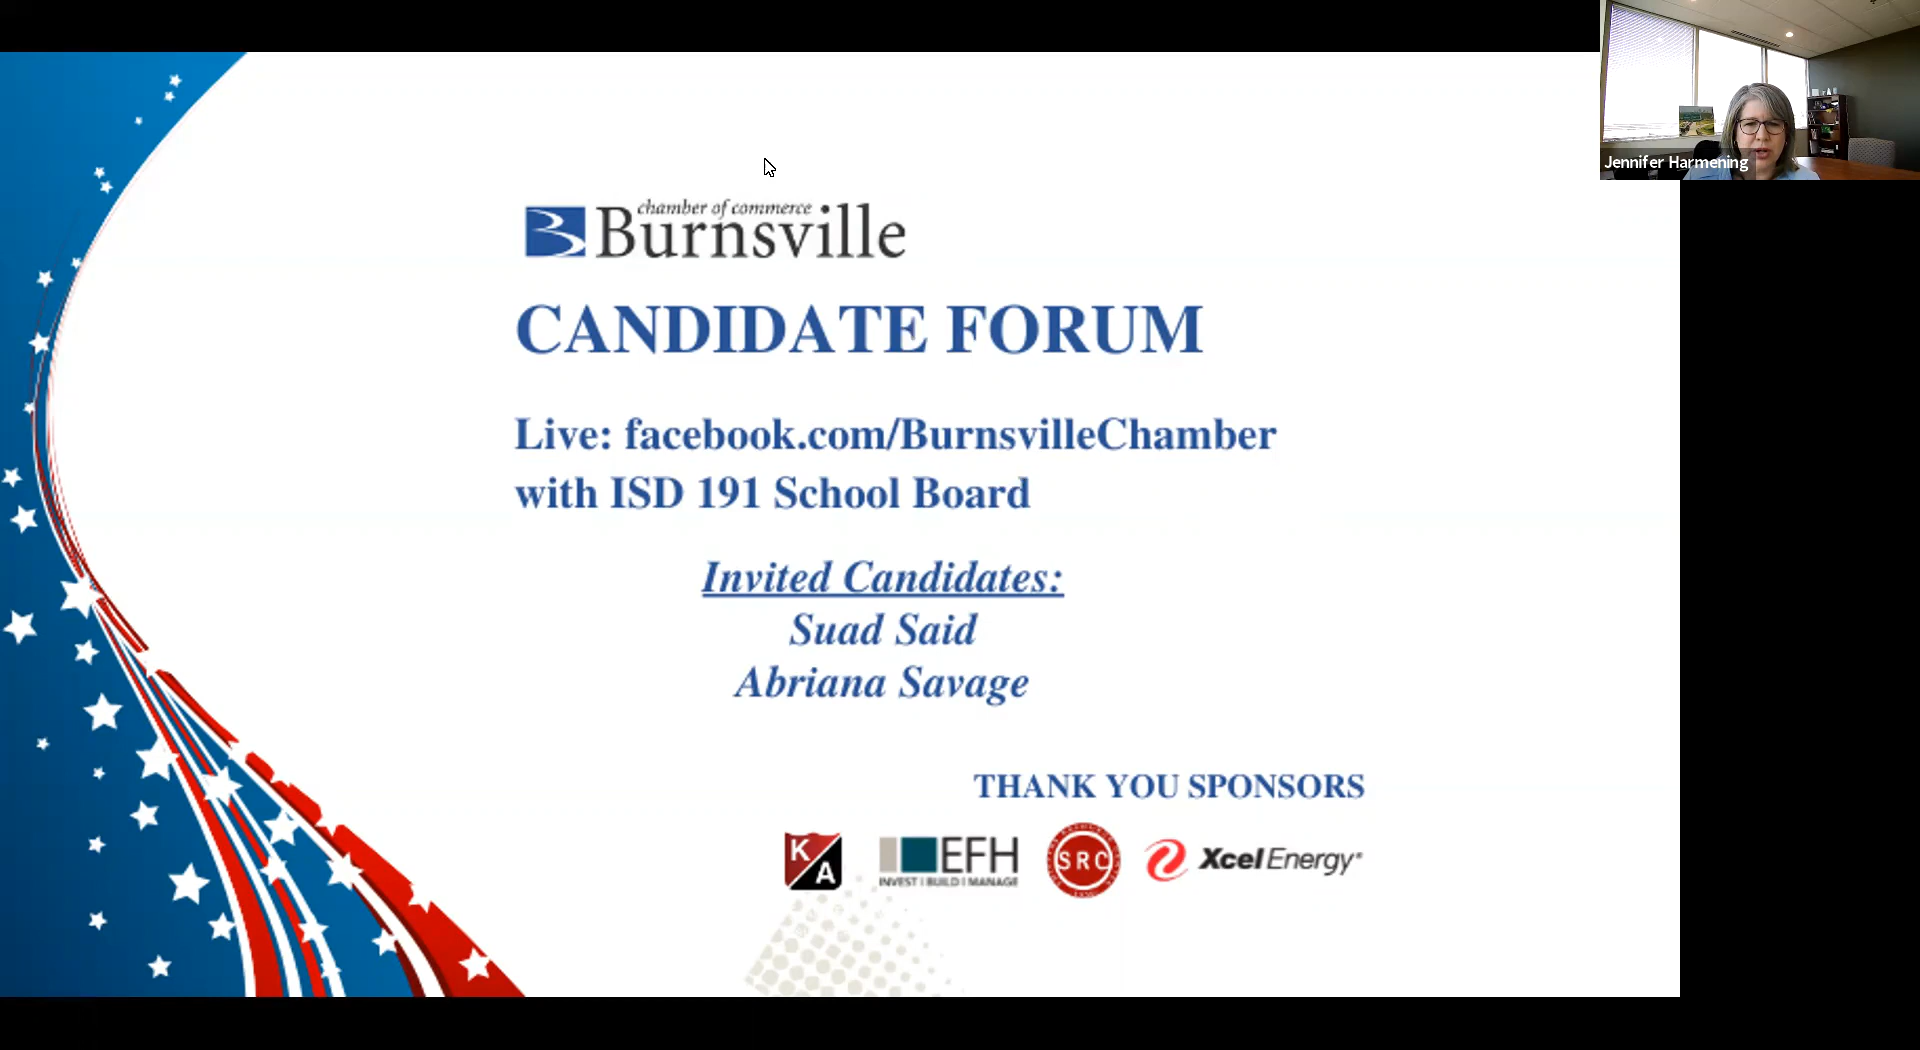 Jennifer Harmening
chamber of commerce
Burnsville
CANDIDATE FORUM
Live: facebook.com/BurnsvilleChamber
with ISD 191 School Board
Invited Candidates:
Suad Said
Abriana Savage
THANK YOU SPONSORS
K
A
EFH
INVEST | BUILD | MANAGE
SRC
Xcel Energy®